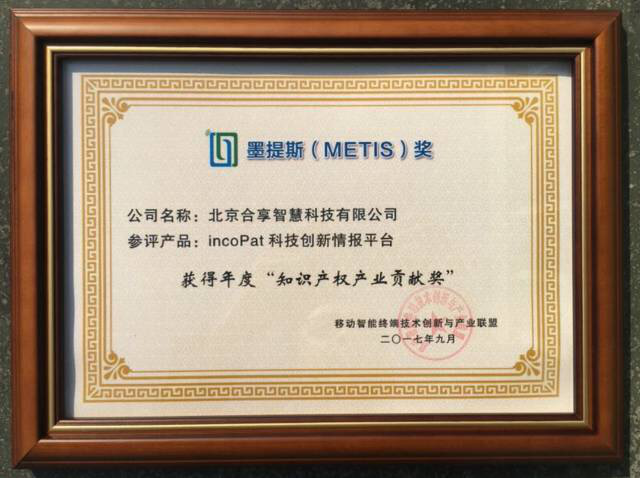 墨提斯（METIS）奖
公司名称：北京合享智慧科技有限公司
参评产品：incoPat 科技创新情报平台
获得年度“知识产权产业贡献奖”
移动智能终端技术创新与产业联盟
二〇一七年九月